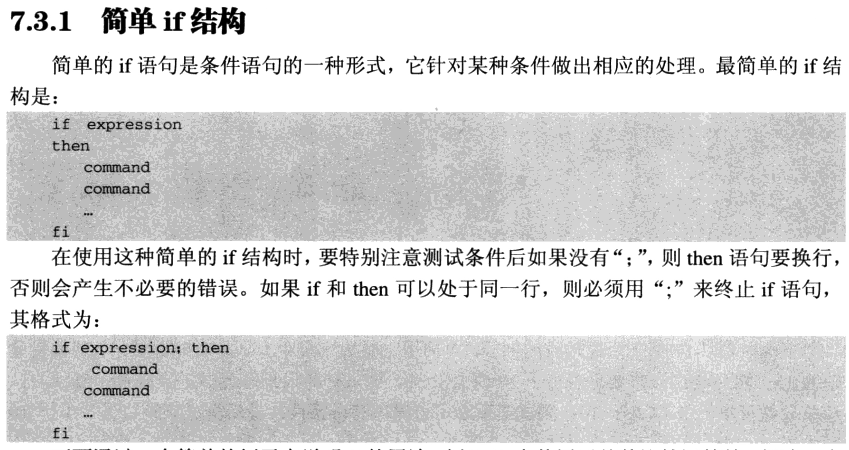 7.3.1 简单 if 结构
简单的 if 语句是条件语句的一种形式，它针对某种条件做出相应的处理。最简单的 if 结
构是：
if expression
then
command
command
…
fi
在使用这种简单的 if 结构时，要特别注意测试条件后如果没有“；”，则 then 语句要换行，
否则会产生不必要的错误。如果 if 和 then 可以处于同一行，则必须用“;”来终止 if 语句，
其格式为：
if expression; then
command
command
…
fi